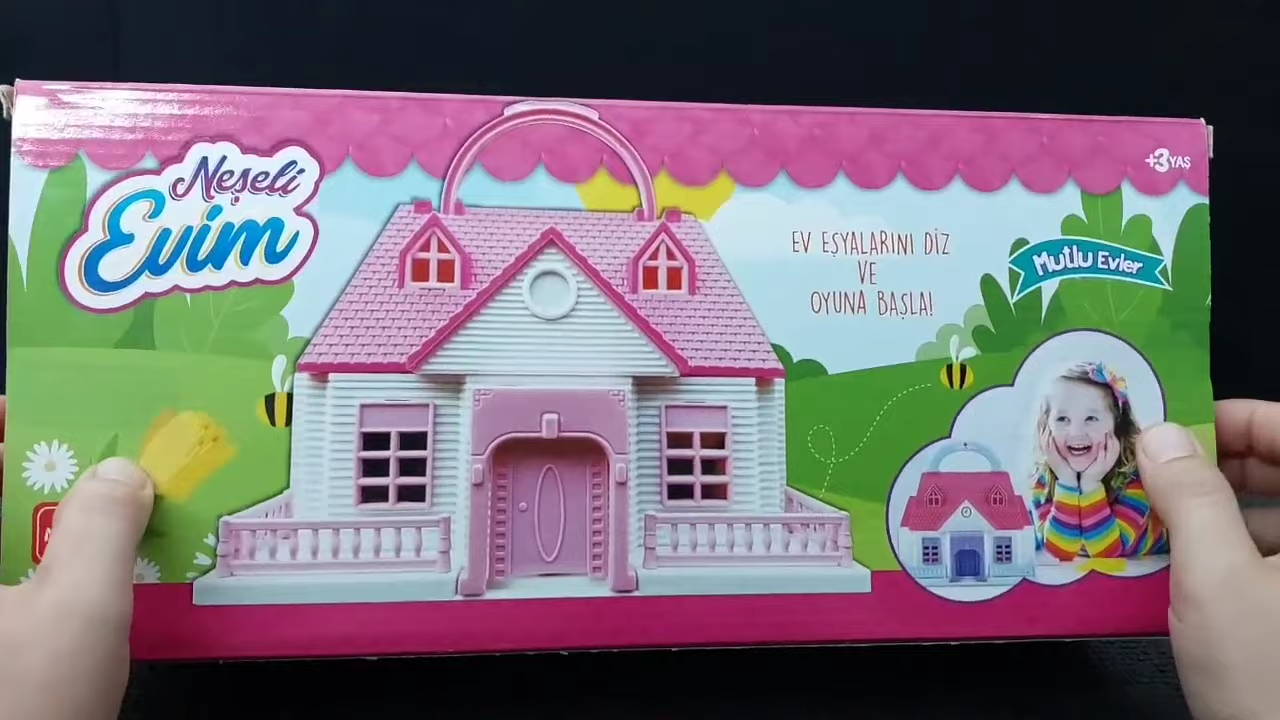 Neşeli
Evim
+3 YAŞ
EV EŞYALARINI DİZ
VE
OYUNA BAŞLA!
Mutlu Evler